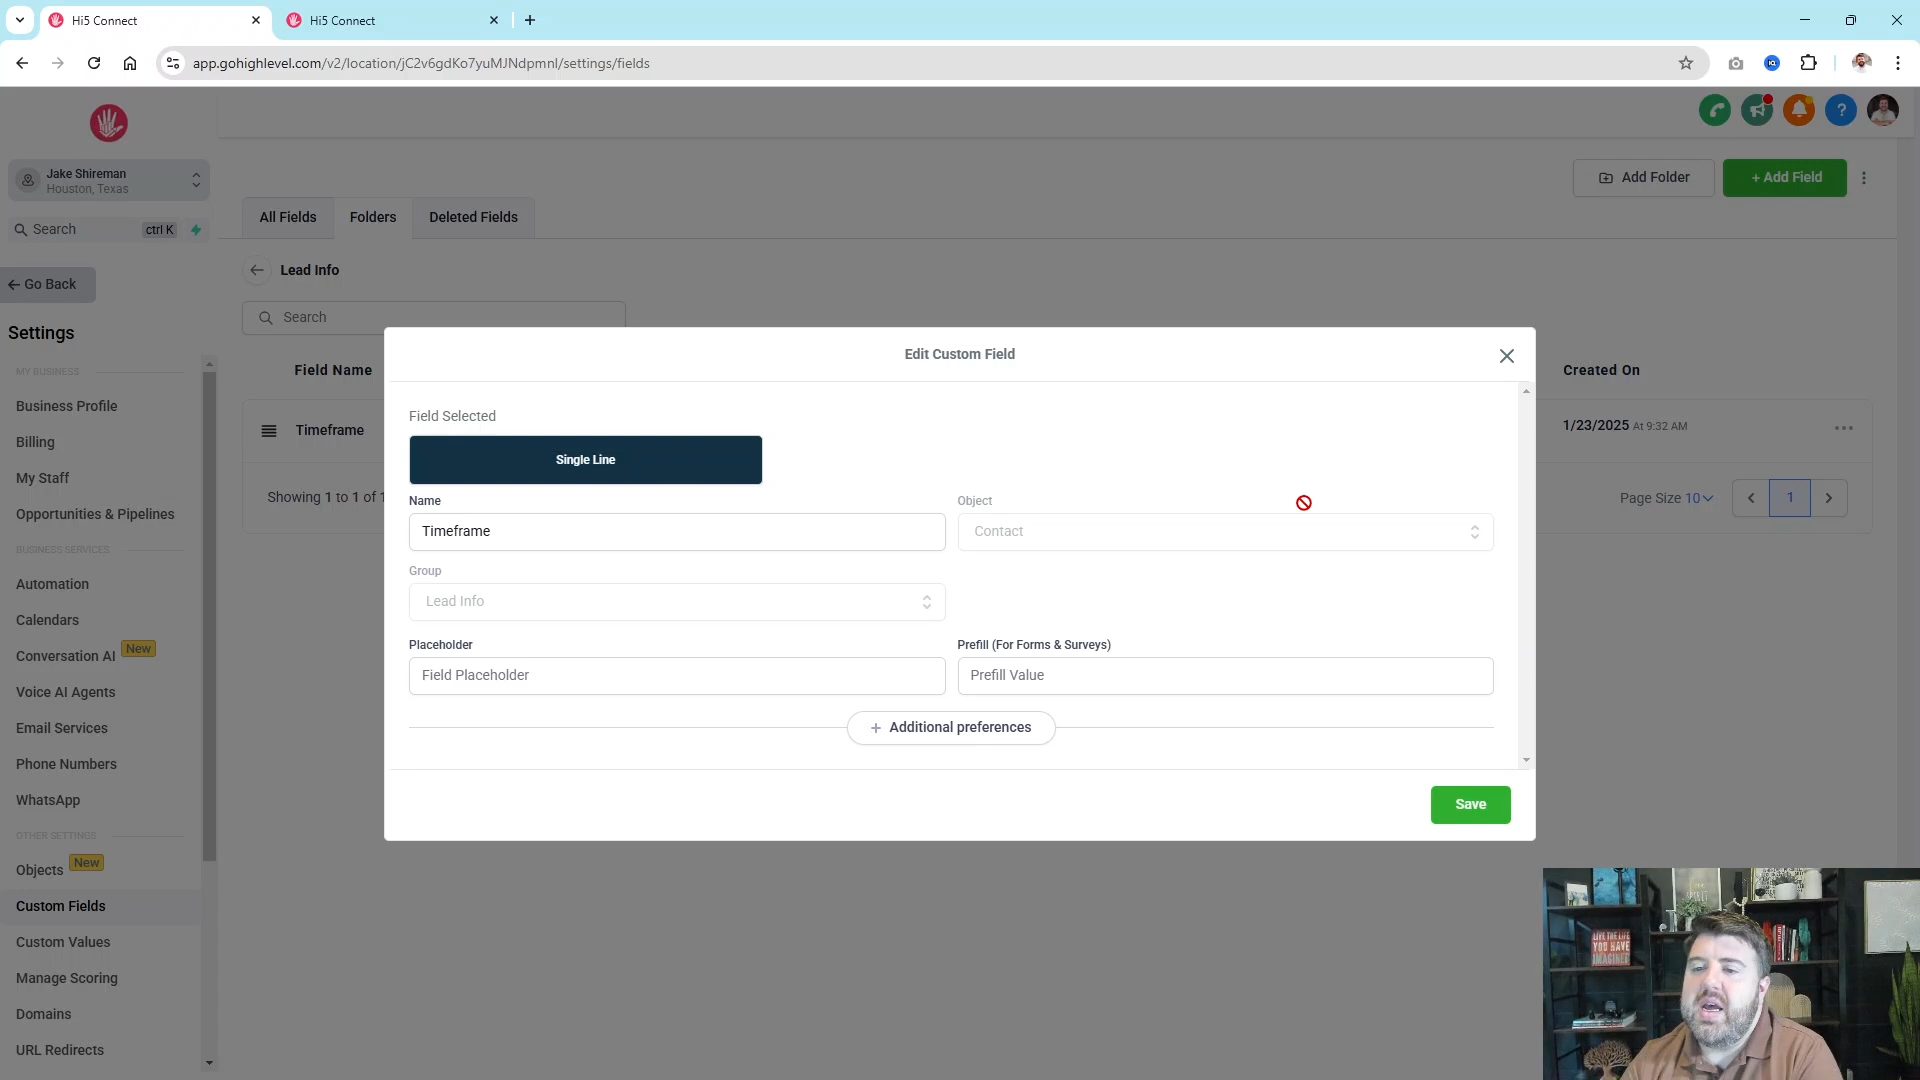 Hi5 Connect
Hi5 Connect
app.gohighlevel.com/v2/location/jC2v6gdKo7yuMJNdpmnl/settings/fields
Jake Shireman
Houston, Texas
Search
ctrl K
Go Back
Settings
MY BUSINESS
Business Profile
Billing
My Staff
Opportunities & Pipelines
BUSINESS SERVICES
Automation
Calendars
Conversation AI
New
Voice AI Agents
Email Services
Phone Numbers
WhatsApp
OTHER SETTINGS
Objects
New
Custom Fields
Custom Values
Manage Scoring
Domains
URL Redirects
Add Folder
+ Add Field
All Fields
Folders
Deleted Fields
Lead Info
Search
Field Name
Created On
Timeframe
1/23/2025 At 9:32 AM
Showing 1 to 1 of 1
Page Size 10
1
Edit Custom Field
Field Selected
Single Line
Name
Object
Timeframe
Contact
Group
Lead Info
Placeholder
Prefill (For Forms & Surveys)
Field Placeholder
Prefill Value
+ Additional preferences
Save
LIVE THE LIFE
YOU HAVE
IMAGINED